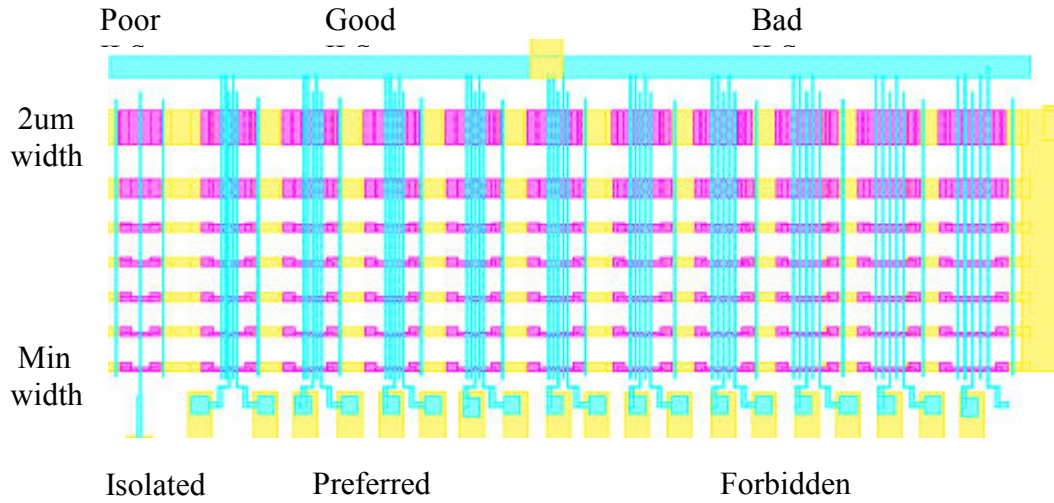 Poor Good Bad
2um
width
Min
width
Isolated Preferred Forbidden